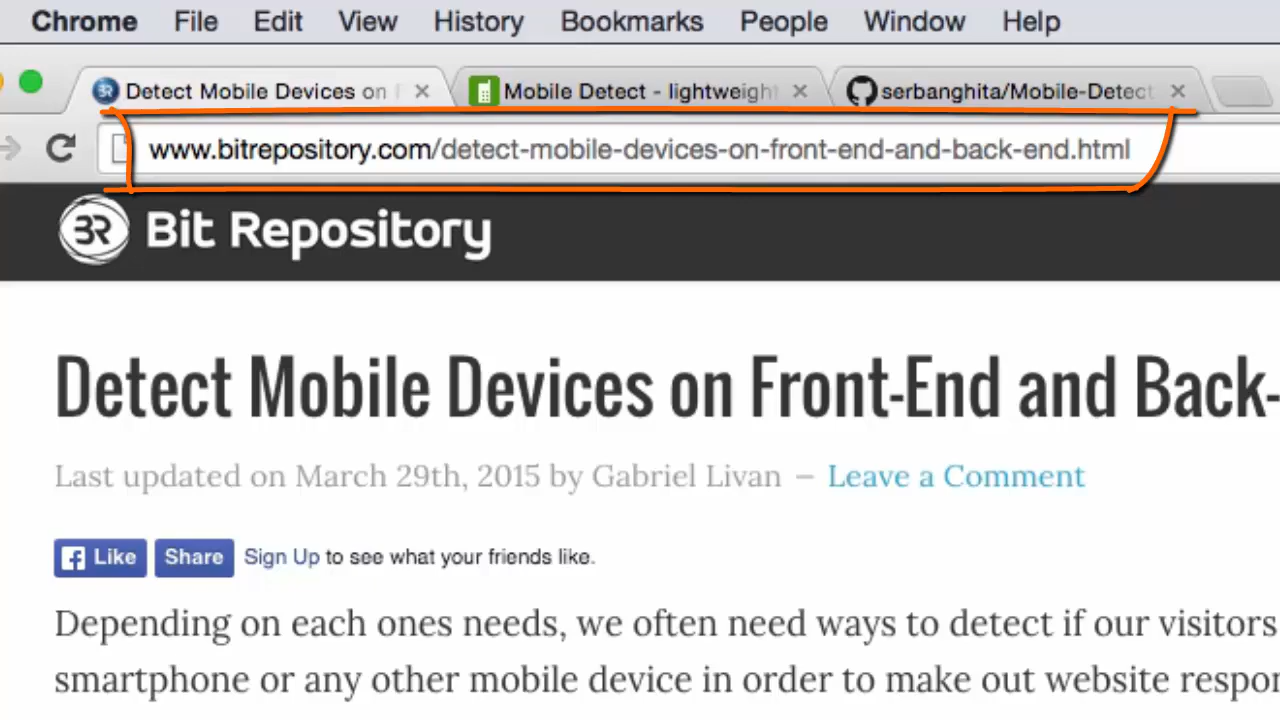 Chrome File Edit View History Bookmarks People Window Help
Detect Mobile Devices on Mobile Detect - lightweight serbanghita/Mobile-Detect
www.bitrepository.com/detect-mobile-devices-on-front-end-and-back-end.html
BR Bit Repository
Detect Mobile Devices on Front-End and Back-
Last updated on March 29th, 2015 by Gabriel Livan — Leave a Comment
Like Share Sign Up to see what your friends like.
Depending on each ones needs, we often need ways to detect if our visitors
smartphone or any other mobile device in order to make out website respon